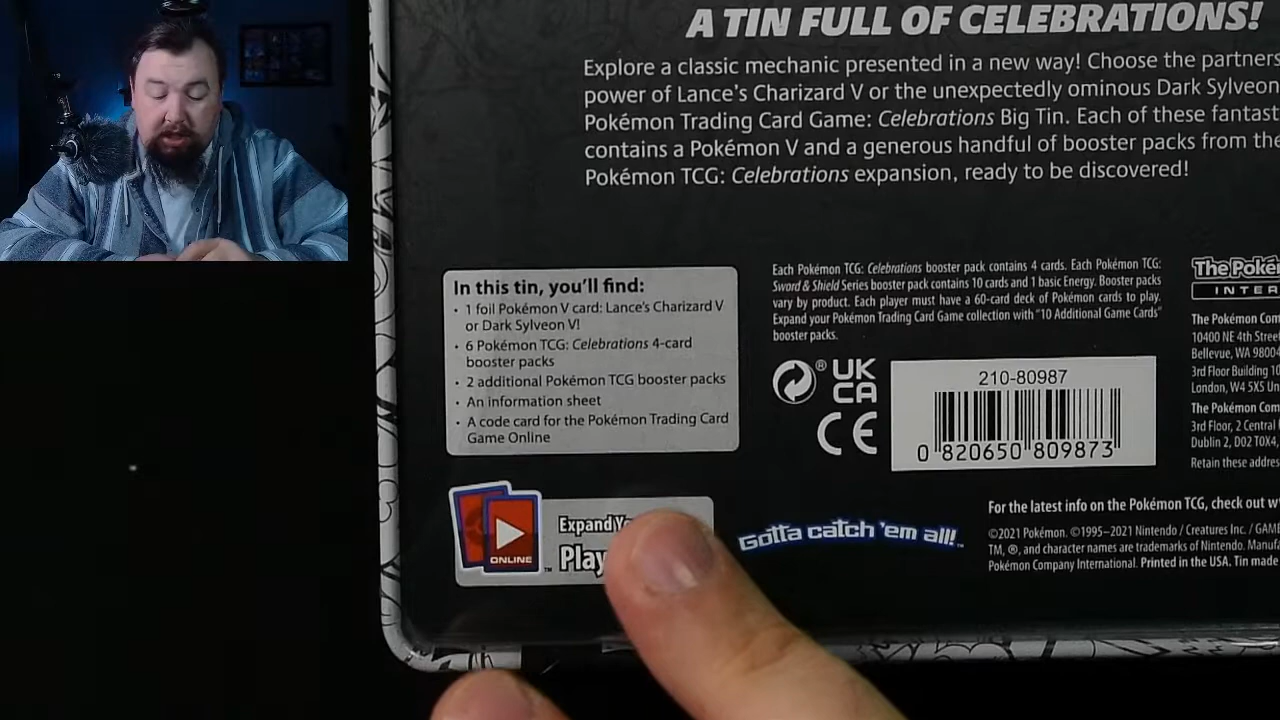 A TIN FULL OF CELEBRATIONS!
Explore a classic mechanic presented in a new way! Choose the partners
power of Lance's Charizard V or the unexpectedly ominous Dark Sylveon
Pokémon Trading Card Game: Celebrations Big Tin. Each of these
contains a Pokémon V and a generous handful of booster packs from the
Pokémon TCG: Celebrations expansion, ready to be discovered!
In this tin, you'll find:
• 1 foil Pokémon V card: Lance's Charizard V
or Dark Sylveon V!
• 6 Pokémon TCG: Celebrations 4-card
booster packs
• 2 additional Pokémon TCG booster packs
• An information sheet
• A code card for the Pokémon Trading Card
Game Online
Each Pokémon TCG: Celebrations booster pack contains 4 cards. Each Pokémon TCG:
Sword & Shield Series booster pack contains 10 cards and 1 basic Energy. Booster packs
vary by product. Each player must have a 60-card deck of Pokémon cards to play.
Expand your Pokémon Trading Card Game collection with "10 Additional Game Cards"
booster packs.
® UK
CA
CE
210-80987
0 820650 809873
The Poké
INTER
The Pokémon Com
10400 NE 4th Street
Bellevue, WA 98004
3rd Floor Building 10
London, W4 5XS Un
The Pokémon Com
3rd Floor, 2 Central
Dublin 2, D02 T0X4,
Retain these addres
ONLINE ™
Expand
Play
Gotta catch 'em all!™
For the latest info on the Pokémon TCG, check out w
©2021 Pokémon. ©1995–2021 Nintendo / Creatures Inc. / GAME
TM, ®, and character names are trademarks of Nintendo. Manufa
Pokémon Company International. Printed in the USA. Tin made